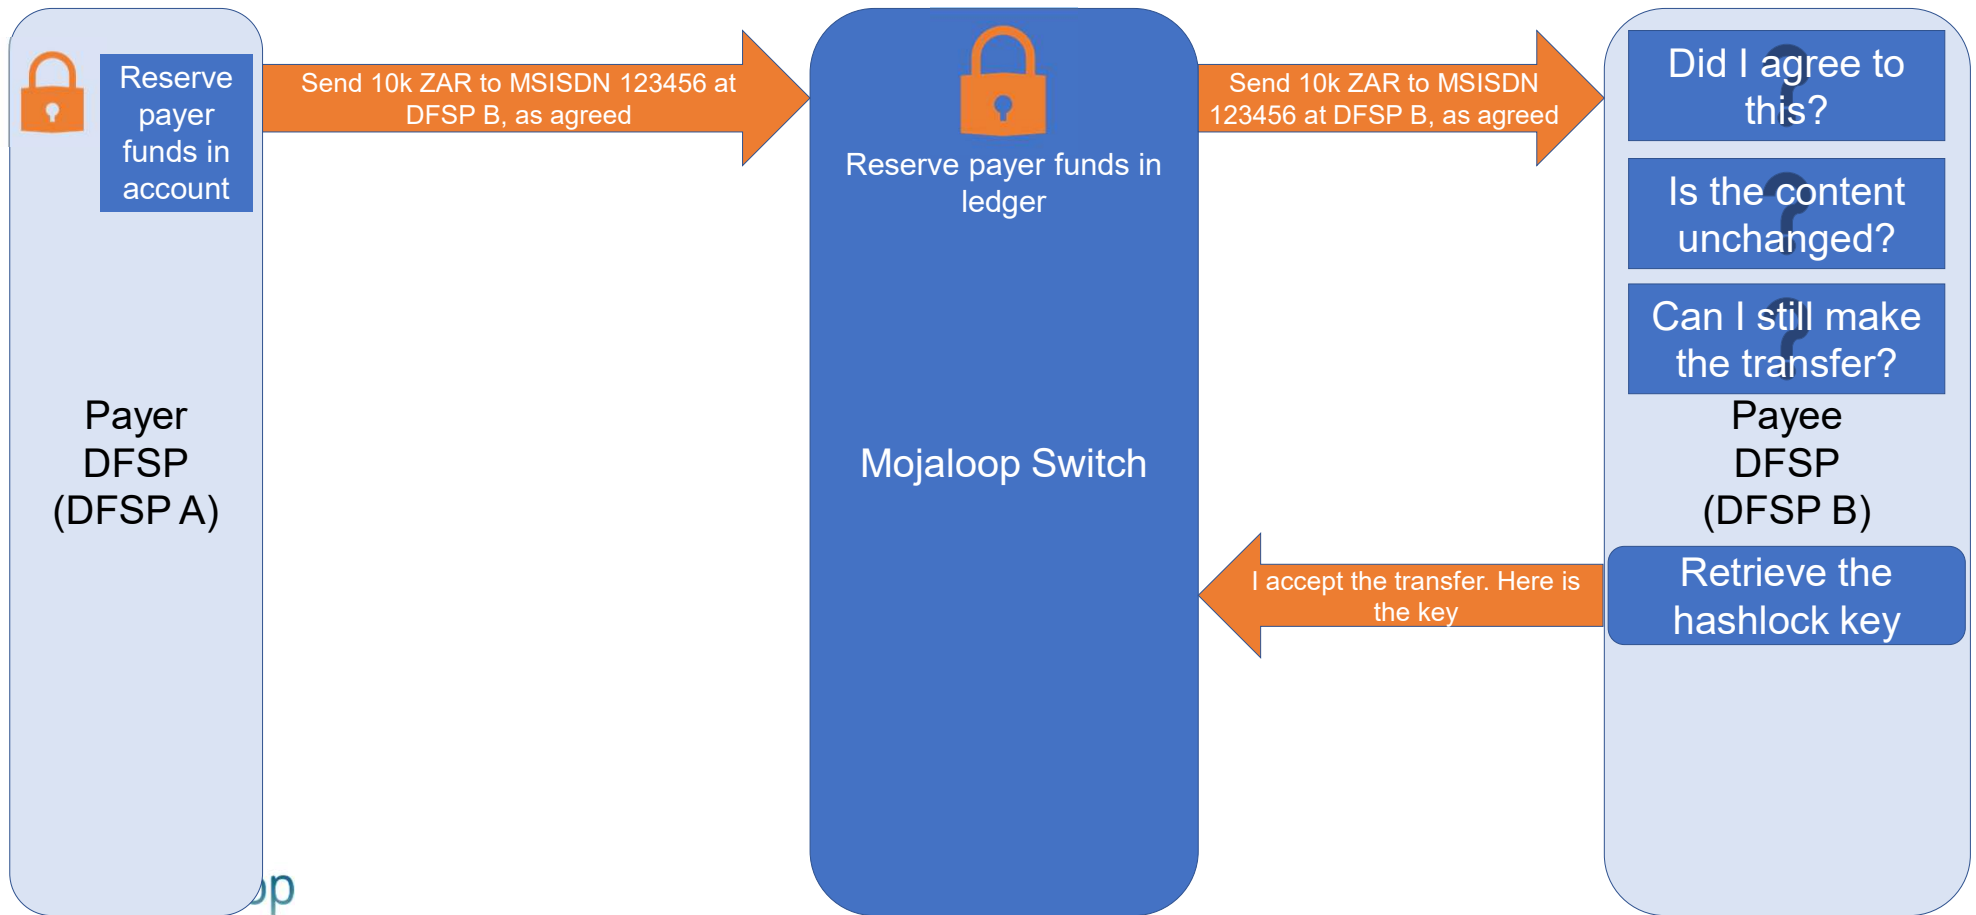 Reserve
payer
funds in
account
Send 10k ZAR to MSISDN 123456 at
DFSP B, as agreed
Reserve payer funds in
ledger
Send 10k ZAR to MSISDN
123456 at DFSP B, as agreed
Did I agree to
this?
Is the content
unchanged?
Can I still make
the transfer?
Payer
DFSP
(DFSP A)
Mojaloop Switch
Payee
DFSP
(DFSP B)
I accept the transfer. Here is
the key
Retrieve the
hashlock key